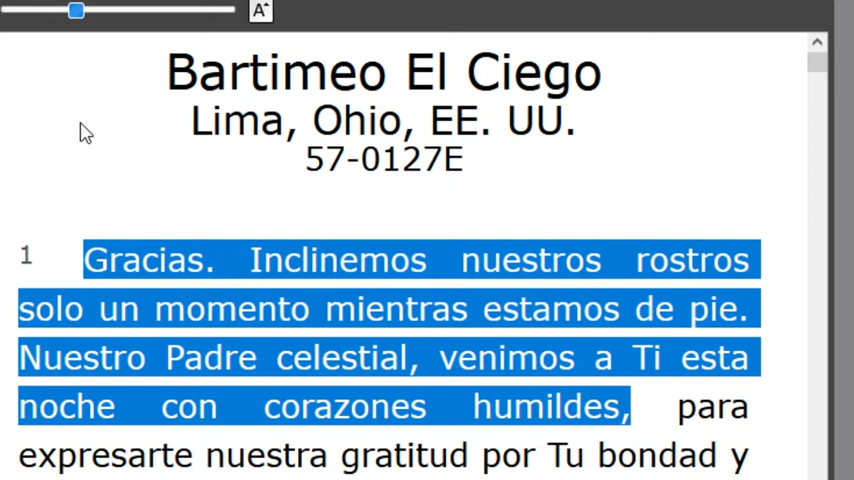 A
Bartimeo El Ciego
Lima, Ohio, EE. UU.
57-0127E
1 Gracias. Inclinemos nuestros rostros
solo un momento mientras estamos de pie.
Nuestro Padre celestial, venimos a Ti esta
noche con corazones humildes, para
expresarte nuestra gratitud por Tu bondad y